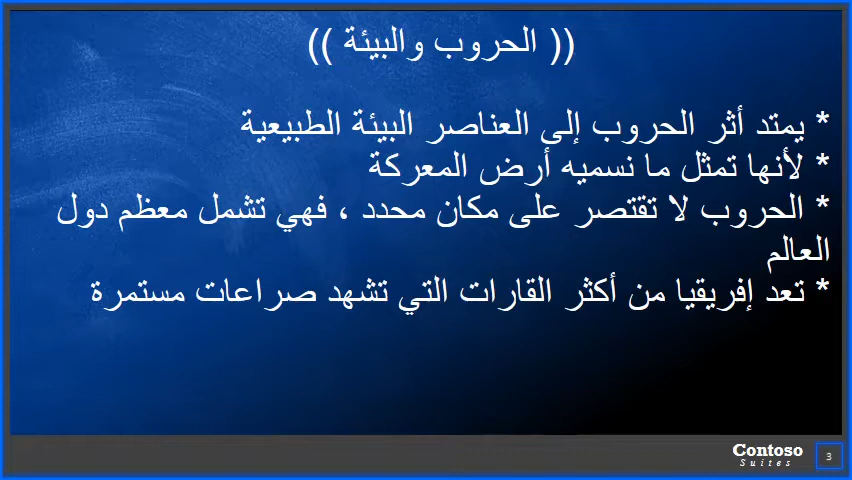 (( الحروب والبيئة ))
* يمتد أثر الحروب إلى العناصر البيئة الطبيعية
* لأنها تمثل ما نسميه أرض المعركة
* الحروب لا تقتصر على مكان محدد ، فهي تشمل معظم دول
العالم
* تعد إفريقيا من أكثر القارات التي تشهد صراعات مستمرة
Contoso
Suites
3